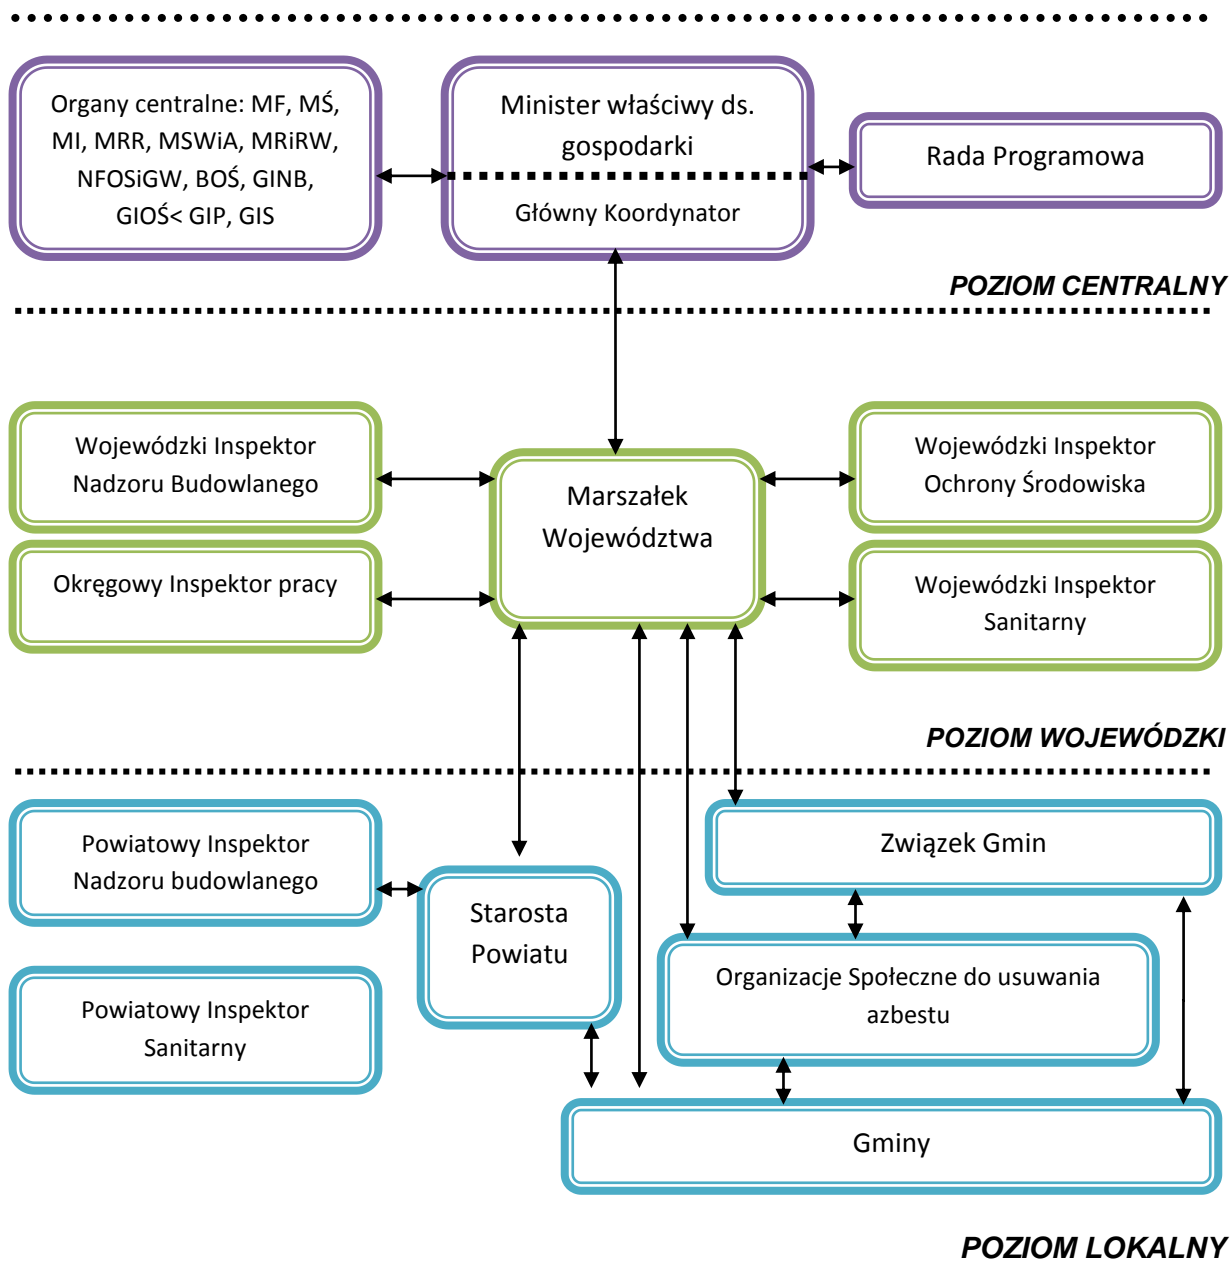 Organy centralne: MF, MŚ,
MI, MRR, MSWiA, MRiRW,
NFOSiGW, BOŚ, GINB,
GIOŚ< GIP, GIS
Minister właściwy ds.
gospodarki
Główny Koordynator
Rada Programowa
POZIOM CENTRALNY
Wojewódzki Inspektor
Nadzoru Budowlanego
Okręgowy Inspektor pracy
Marszałek
Województwa
Wojewódzki Inspektor
Ochrony Środowiska
Wojewódzki Inspektor
Sanitarny
POZIOM WOJEWÓDZKI
Powiatowy Inspektor
Nadzoru budowlanego
Powiatowy Inspektor
Sanitarny
Starosta
Powiatu
Związek Gmin
Organizacje Społeczne do usuwania
azbestu
Gminy
POZIOM LOKALNY